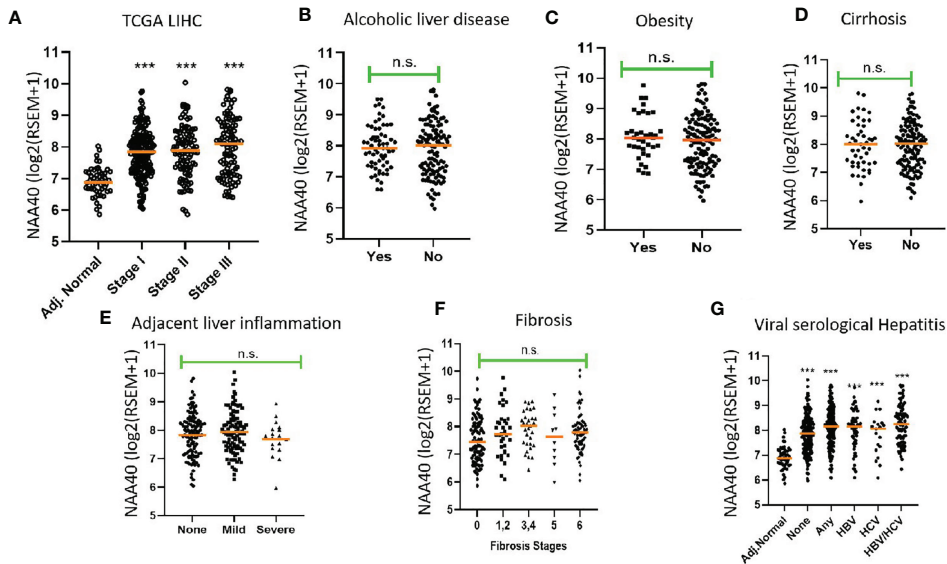 A
TCGA LIHC
NAA40 (log2(RSEM+1)
11
10
9
8
7
6
5
*** *** ***
Adj. Normal
Stage I
Stage II
Stage III
B
Alcoholic liver disease
NAA40 (log2(RSEM+1)
11
10
9
8
7
6
5
n.s.
Yes No
C
Obesity
NAA40 (log2(RSEM+1)
11
10
9
8
7
6
5
n.s.
Yes No
D
Cirrhosis
NAA40 (log2(RSEM+1)
11
10
9
8
7
6
5
n.s.
Yes No
E
Adjacent liver inflammation
NAA40 (log2(RSEM+1)
11
10
9
8
7
6
5
n.s.
None Mild Severe
F
Fibrosis
NAA40 (log2(RSEM+1)
11
10
9
8
7
6
5
n.s.
0 1,2 3,4 5 6
Fibrosis Stages
G
Viral serological Hepatitis
NAA40 (log2(RSEM+1)
11
10
9
8
7
6
5
*** *** *** *** ***
Adj.Normal
None
Any
HBV
HCV
HBV/HCV